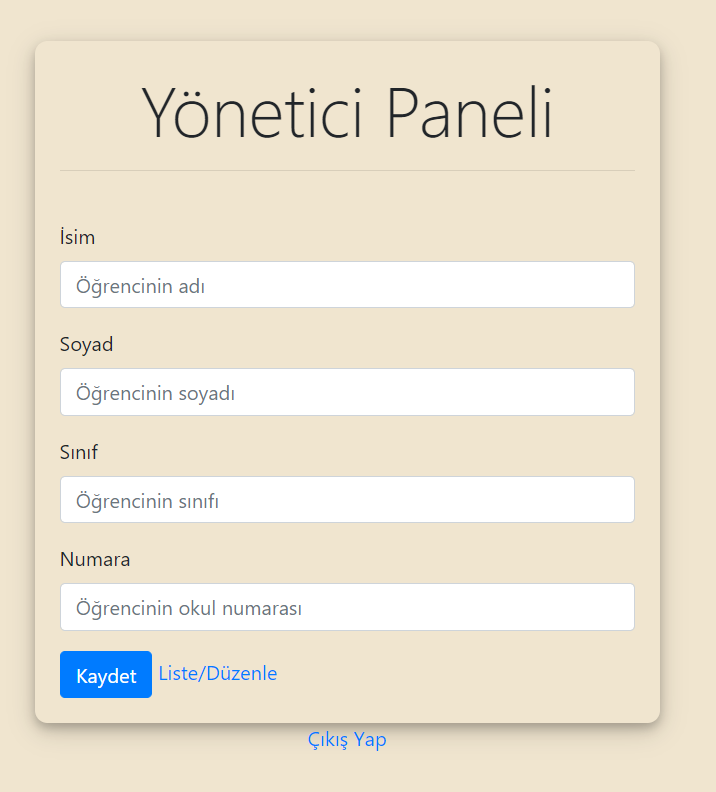 Yönetici Paneli
İsim
Öğrencinin adı
Soyad
Öğrencinin soyadı
Sınıf
Öğrencinin sınıfı
Numara
Öğrencinin okul numarası
Kaydet Liste/Düzenle
Çıkış Yap